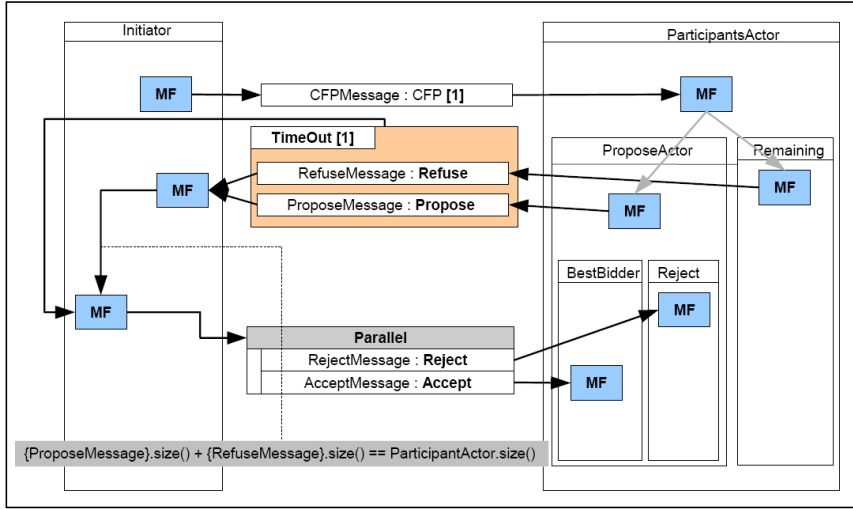 Initiator
ParticipantsActor
MF
CFPMessage : CFP [1]
MF
TimeOut [1]
ProposeActor
Remaining
RefuseMessage : Refuse
MF
MF
ProposeMessage : Propose
MF
BestBidder
Reject
MF
MF
Parallel
RejectMessage : Reject
AcceptMessage : Accept
MF
{ProposeMessage}.size() + {RefuseMessage}.size() == ParticipantActor.size()